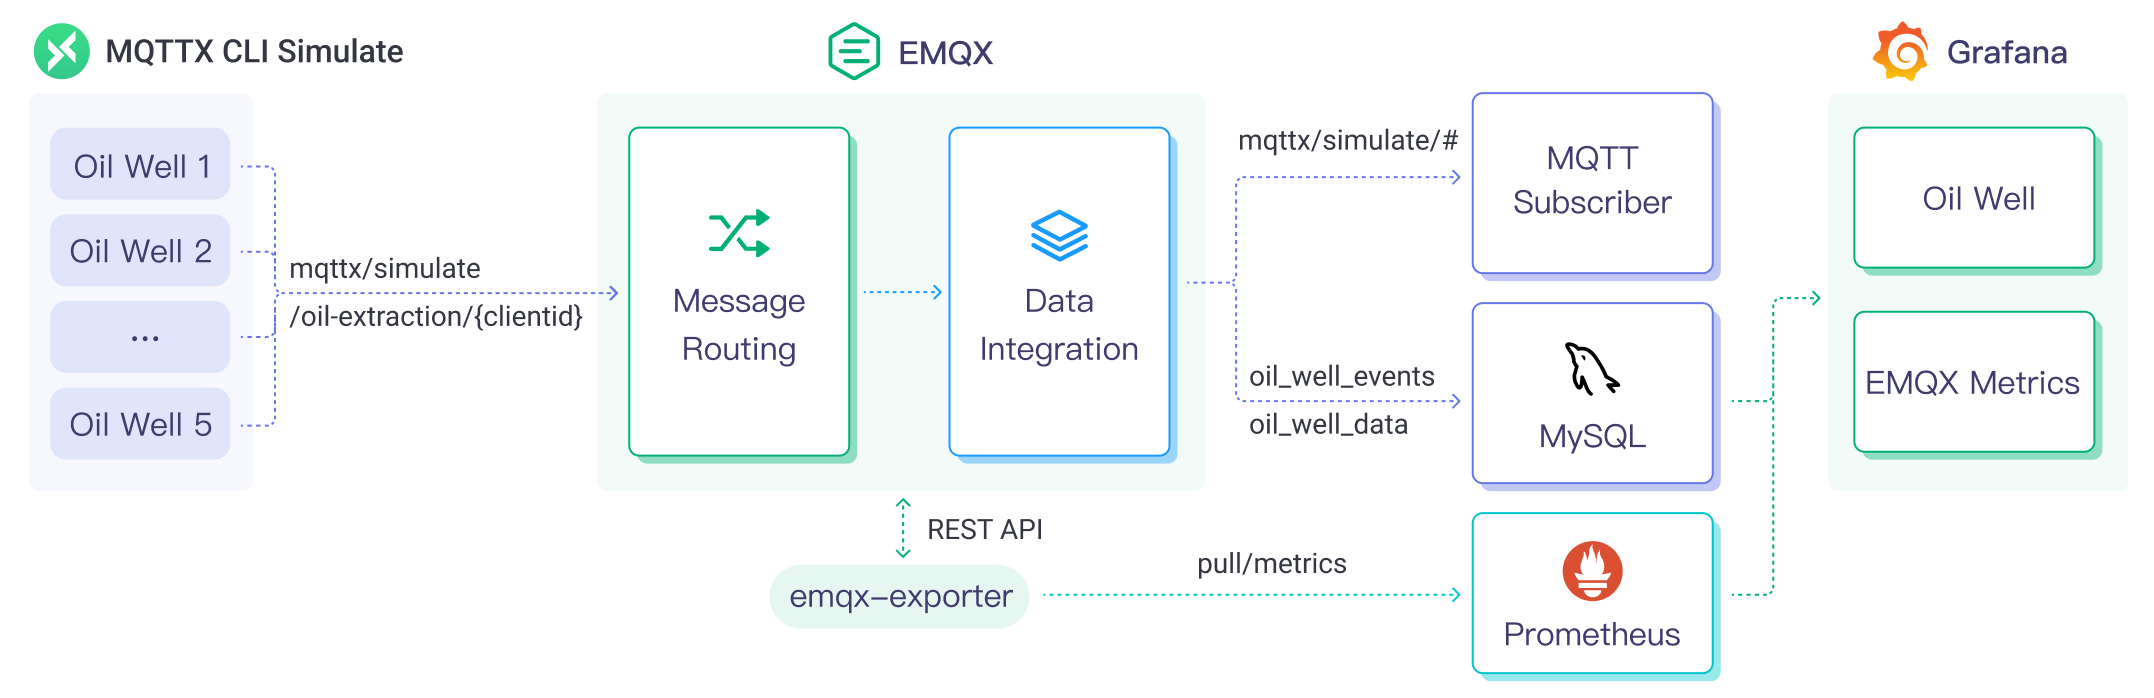 MQTTX CLI Simulate
Oil Well 1
Oil Well 2
...
Oil Well 5
mqttx/simulate
/oil-extraction/{clientid}
EMQX
Message
Routing
Data
Integration
REST API
emqx-exporter
mqttx/simulate/#
oil_well_events
oil_well_data
pull/metrics
MQTT
Subscriber
MySQL
Prometheus
Grafana
Oil Well
EMQX Metrics